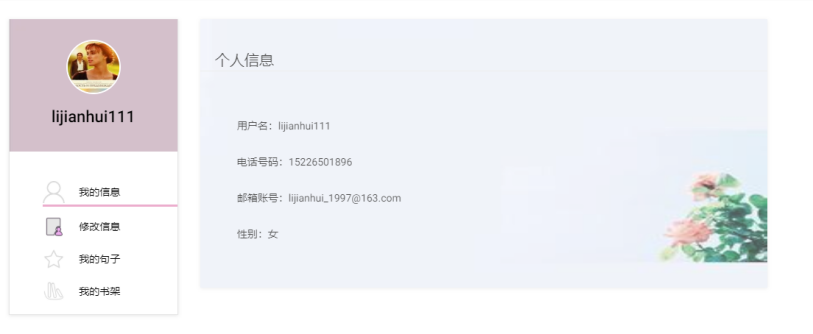 lijianhui111
我的信息
修改信息
我的句子
我的书架
个人信息
用户名：lijianhui111
电话号码：15226501896
邮箱账号：lijianhui_1997@163.com
性别：女